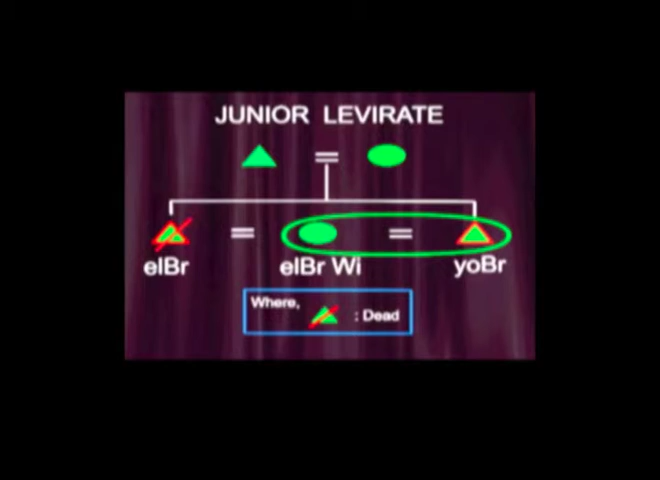 JUNIOR LEVIRATE
=
elBr = elBr Wi = yoBr
Where, : Dead